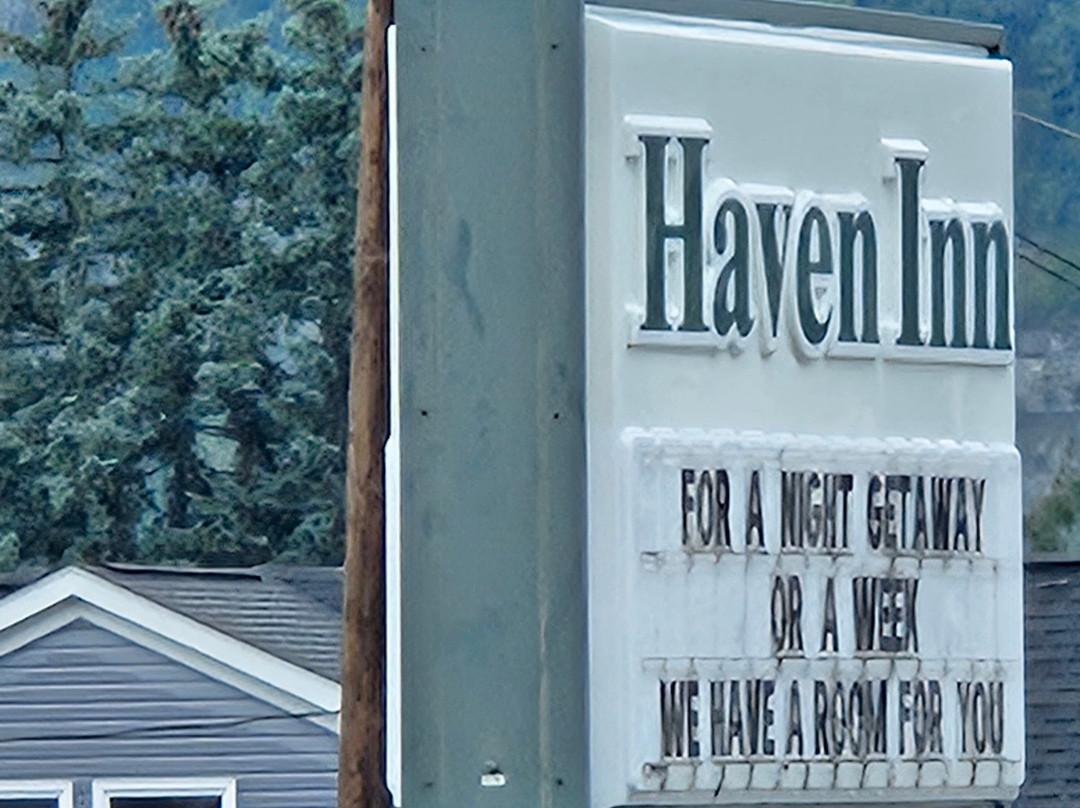 Haven Inn
FOR A NIGHT GETAWAY
OR A WEEK
WE HAVE A ROOM FOR YOU